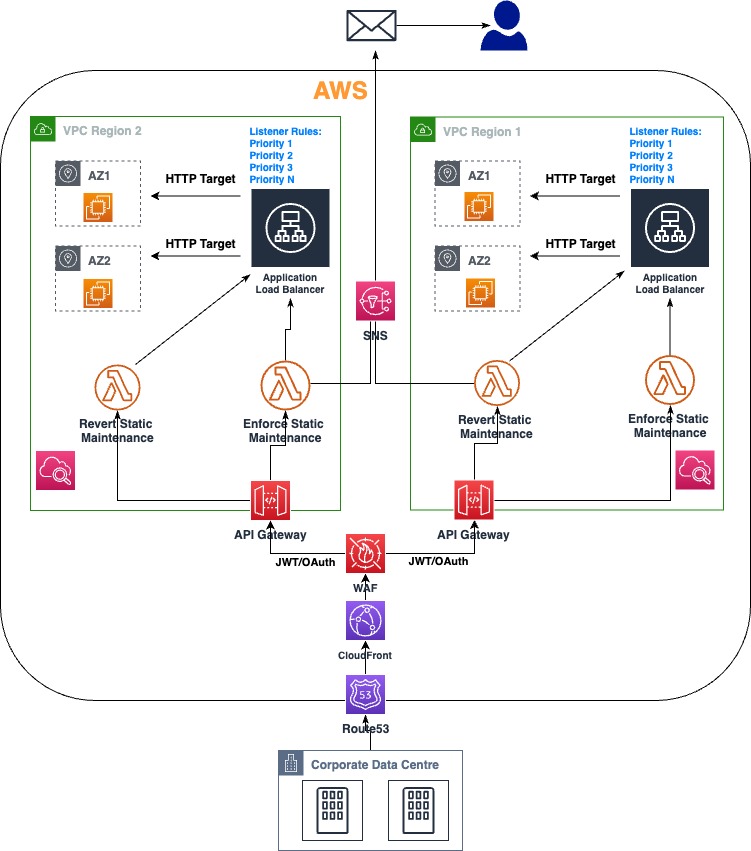 AWS
VPC Region 2
Listener Rules:
Priority 1
Priority 2
Priority 3
Priority N
AZ1
HTTP Target
AZ2
HTTP Target
Application
Load Balancer
Revert Static
Maintenance
Enforce Static
Maintenance
API Gateway
SNS
VPC Region 1
Listener Rules:
Priority 1
Priority 2
Priority 3
Priority N
AZ1
HTTP Target
AZ2
HTTP Target
Application
Load Balancer
Revert Static
Maintenance
Enforce Static
Maintenance
API Gateway
JWT/OAuth
JWT/OAuth
WAF
CloudFront
53
Route53
Corporate Data Centre